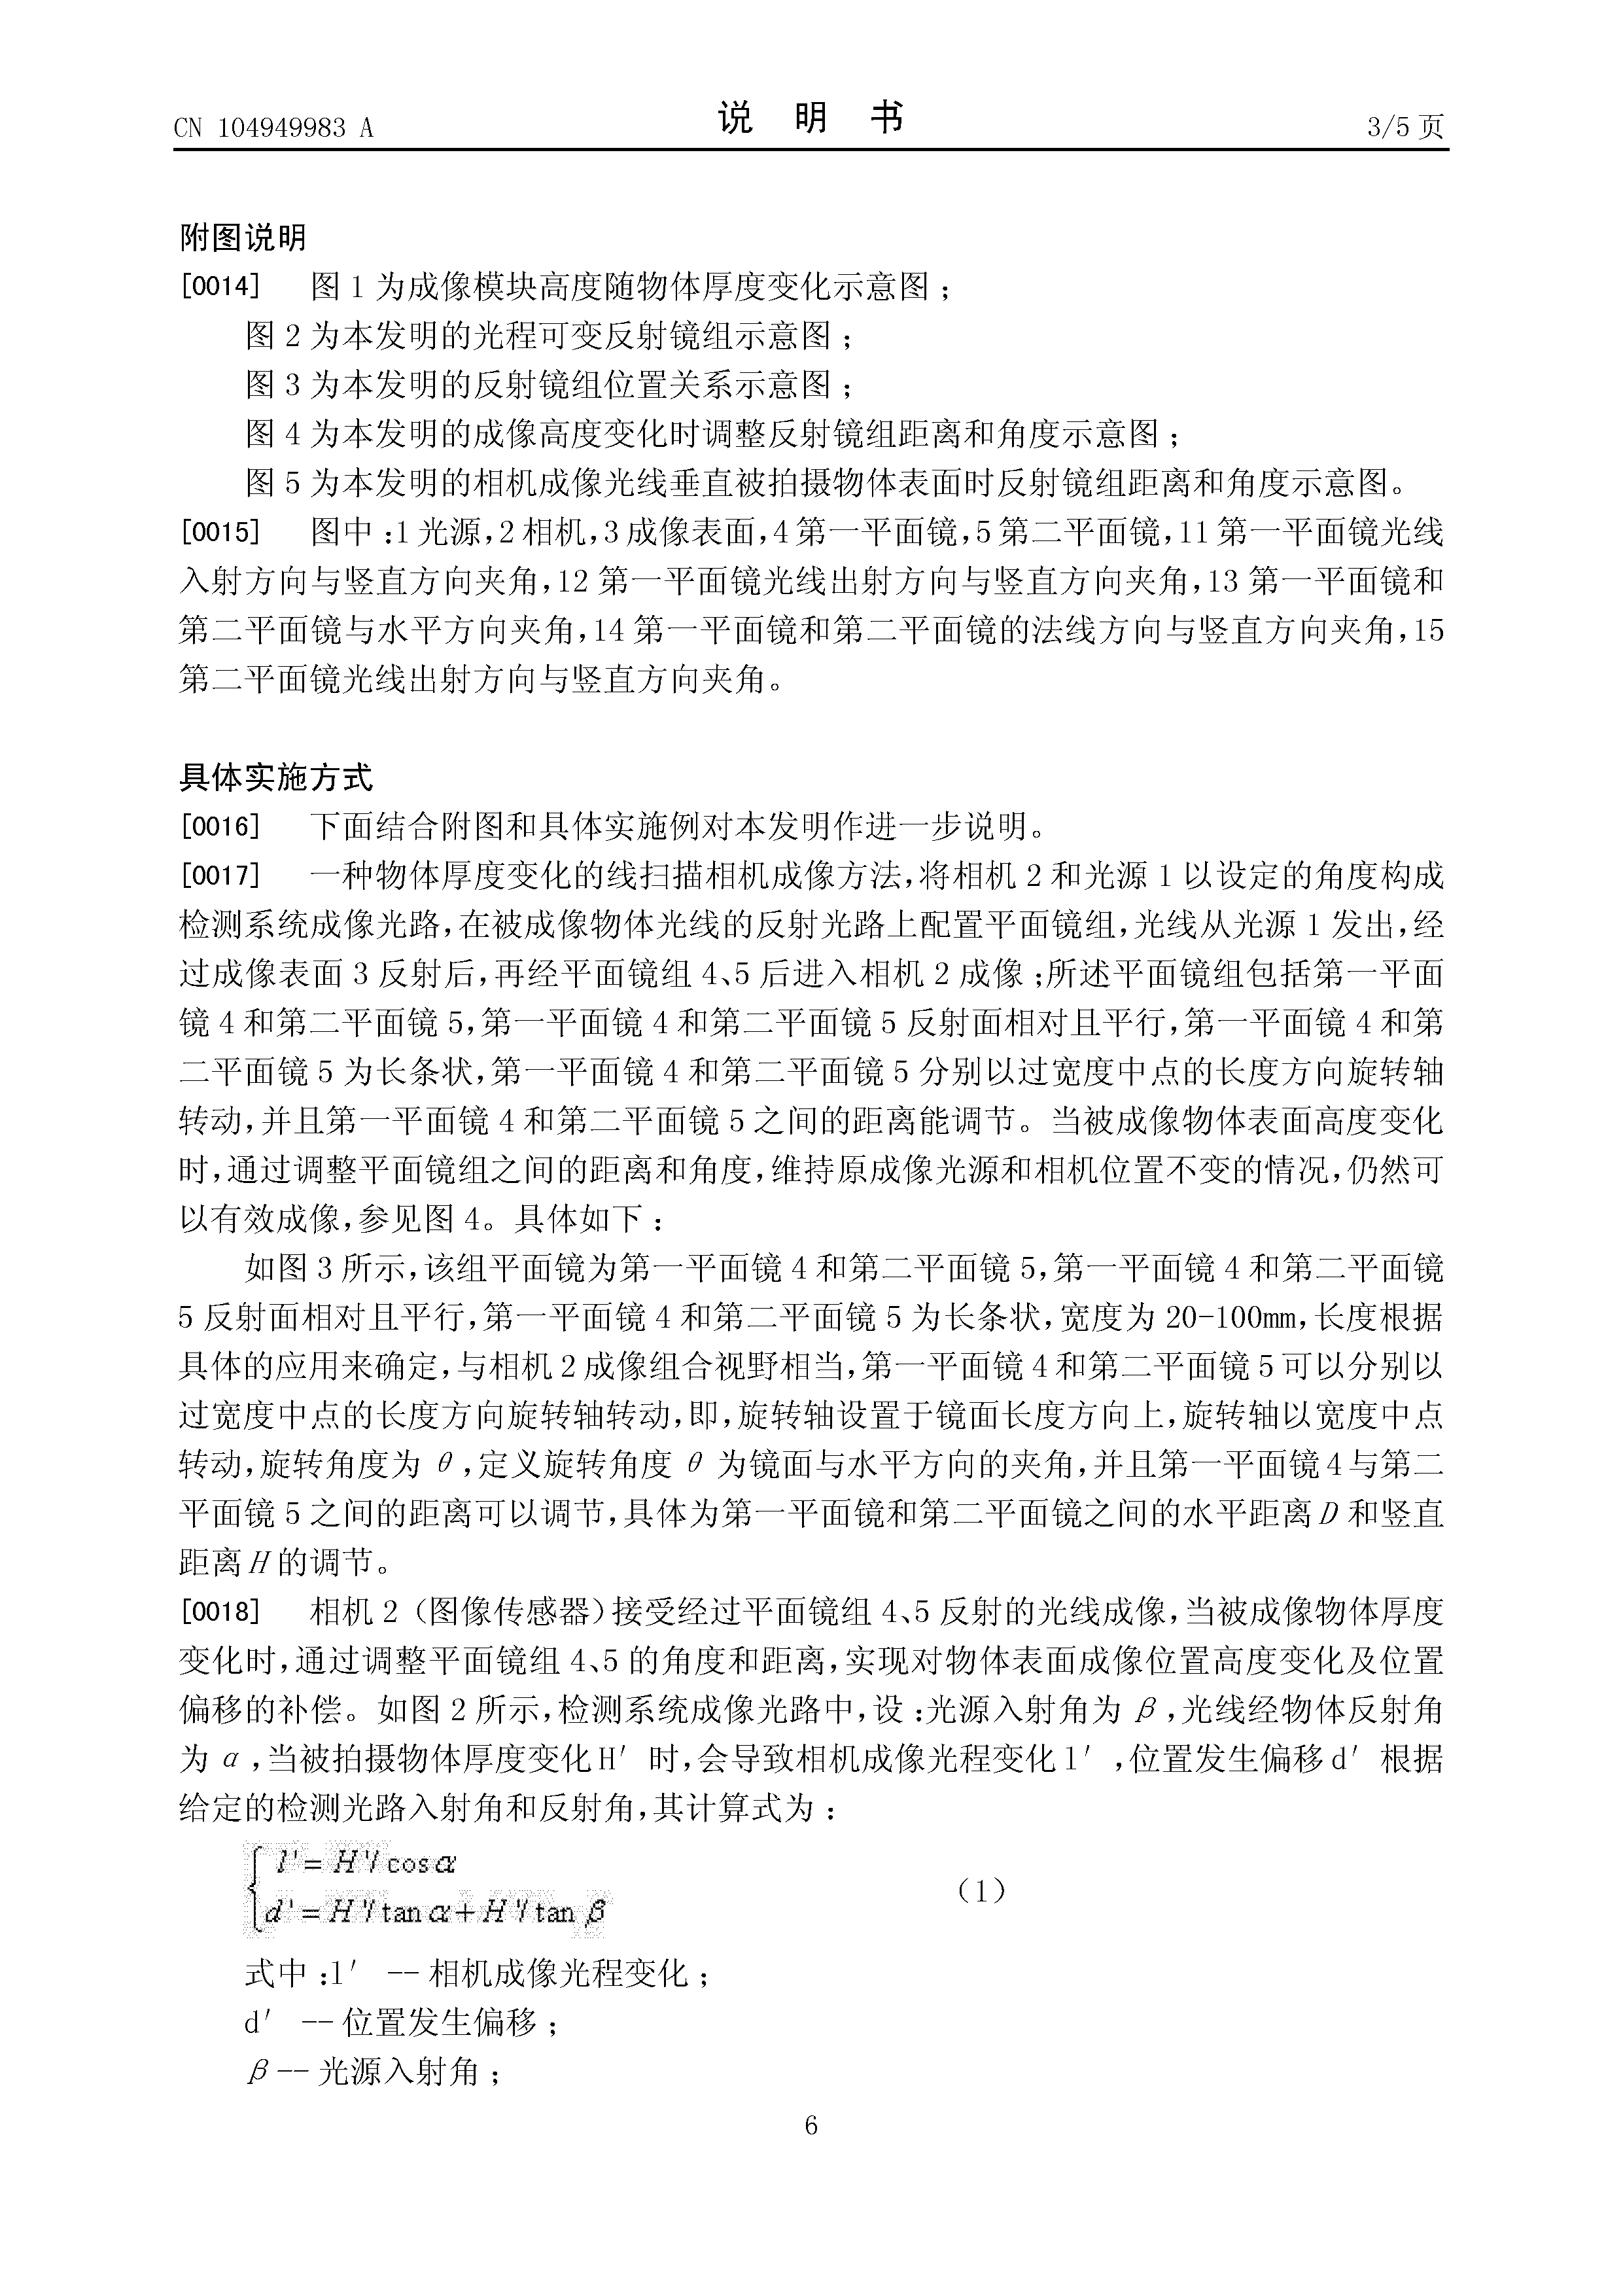 CN 104949983 A
说 明 书
3/5 页
附图说明
[0014] 图 1 为成像模块高度随物体厚度变化示意图；
图 2 为本发明的光程可变反射镜组示意图；
图 3 为本发明的反射镜组位置关系示意图；
图 4 为本发明的成像高度变化时调整反射镜组距离和角度示意图；
图 5 为本发明的相机成像光线垂直被拍摄物体表面时反射镜组距离和角度示意图。
[0015] 图中：1 光源，2 相机，3 成像表面，4 第一平面镜，5 第二平面镜，11 第一平面镜光线
入射方向与竖直方向夹角，12 第一平面镜光线出射方向与竖直方向夹角，13 第一平面镜和
第二平面镜与水平方向夹角，14 第一平面镜和第二平面镜的法线方向与竖直方向夹角，15
第二平面镜光线出射方向与竖直方向夹角。
具体实施方式
[0016] 下面结合附图和具体实施例对本发明作进一步说明。
[0017] 一种物体厚度变化的线扫描相机成像方法，将相机 2 和光源 1 以设定的角度构成
检测系统成像光路，在被成像物体光线的反射光路上配置平面镜组，光线从光源 1 发出，经
过成像表面 3 反射后，再经平面镜组 4、5 后进入相机 2 成像；所述平面镜组包括第一平面
镜 4 和第二平面镜 5，第一平面镜 4 和第二平面镜 5 反射面相对且平行，第一平面镜 4 和第
二平面镜 5 为长条状，第一平面镜 4 和第二平面镜 5 分别以过宽度中点的长度方向旋转轴
转动，并且第一平面镜 4 和第二平面镜 5 之间的距离能调节。当被成像物体表面高度变化
时，通过调整平面镜组之间的距离和角度，维持原成像光源和相机位置不变的情况，仍然可
以有效成像，参见图 4。具体如下：
如图 3 所示，该组平面镜为第一平面镜 4 和第二平面镜 5，第一平面镜 4 和第二平面镜
5 反射面相对且平行，第一平面镜 4 和第二平面镜 5 为长条状，宽度为 20-100mm，长度根据
具体的应用来确定，与相机 2 成像组合视野相当，第一平面镜 4 和第二平面镜 5 可以分别以
过宽度中点的长度方向旋转轴转动，即，旋转轴设置于镜面长度方向上，旋转轴以宽度中点
转动，旋转角度为 θ，定义旋转角度 θ 为镜面与水平方向的夹角，并且第一平面镜 4 与第二
平面镜 5 之间的距离可以调节，具体为第一平面镜和第二平面镜之间的水平距离 D 和竖直
距离 H 的调节。
[0018] 相机 2（图像传感器）接受经过平面镜组 4、5 反射的光线成像，当被成像物体厚度
变化时，通过调整平面镜组 4、5 的角度和距离，实现对物体表面成像位置高度变化及位置
偏移的补偿。如图 2 所示，检测系统成像光路中，设：光源入射角为 β，光线经物体反射角
为 α，当被拍摄物体厚度变化 H′ 时，会导致相机成像光程变化 l′，位置发生偏移 d′ 根据
给定的检测光路入射角和反射角，其计算式为：
l'=H'/cosα
d'=H'/tanα+H'/tanβ （1）
式中：l′ -- 相机成像光程变化；
d′ -- 位置发生偏移；
β-- 光源入射角；
6